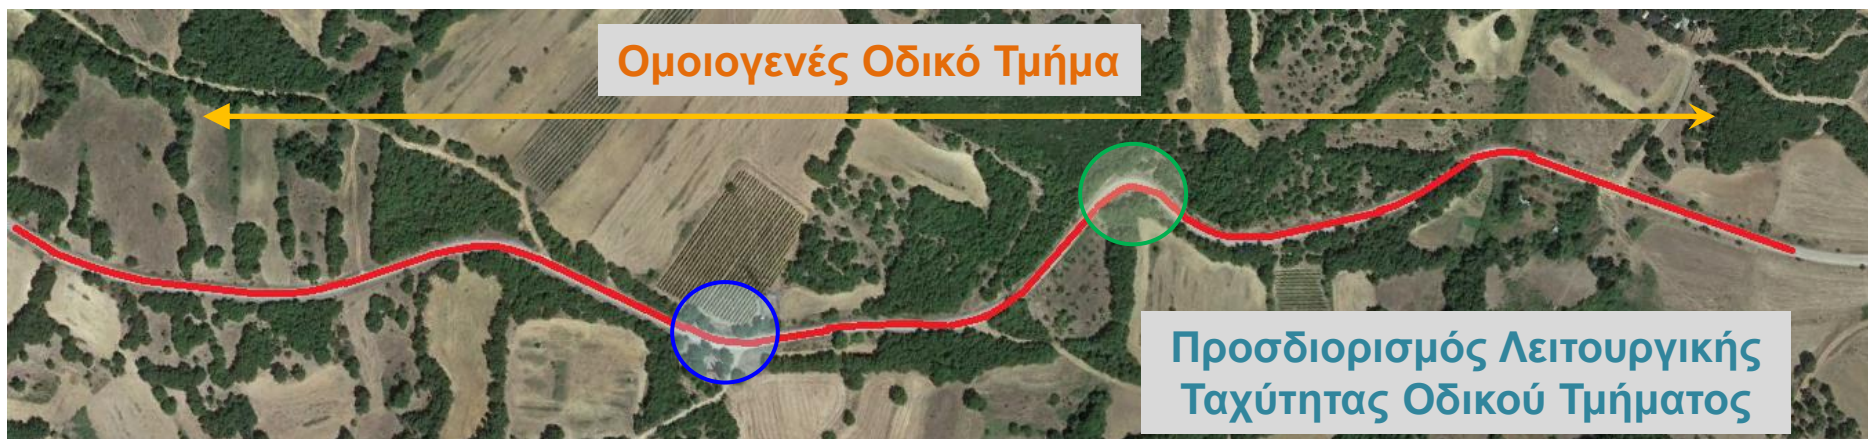 Ομοιογενές Οδικό Τμήμα
Προσδιορισμός Λειτουργικής
Ταχύτητας Οδικού Τμήματος